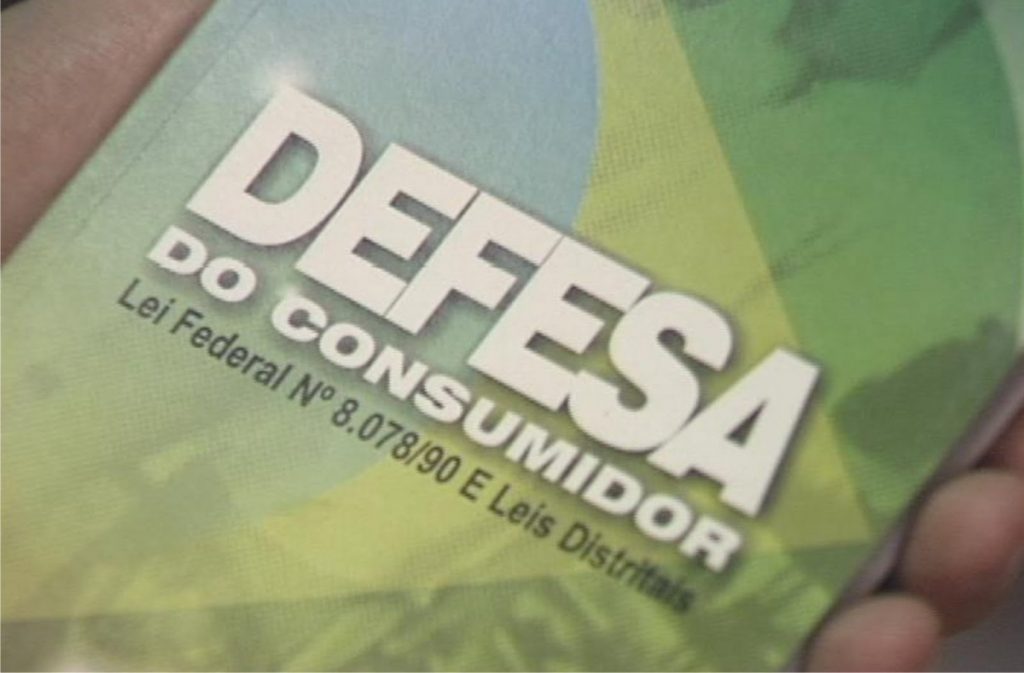 DEFESA
DO CONSUMIDOR
Lei Federal Nº 8.078/90 E Leis Distritais